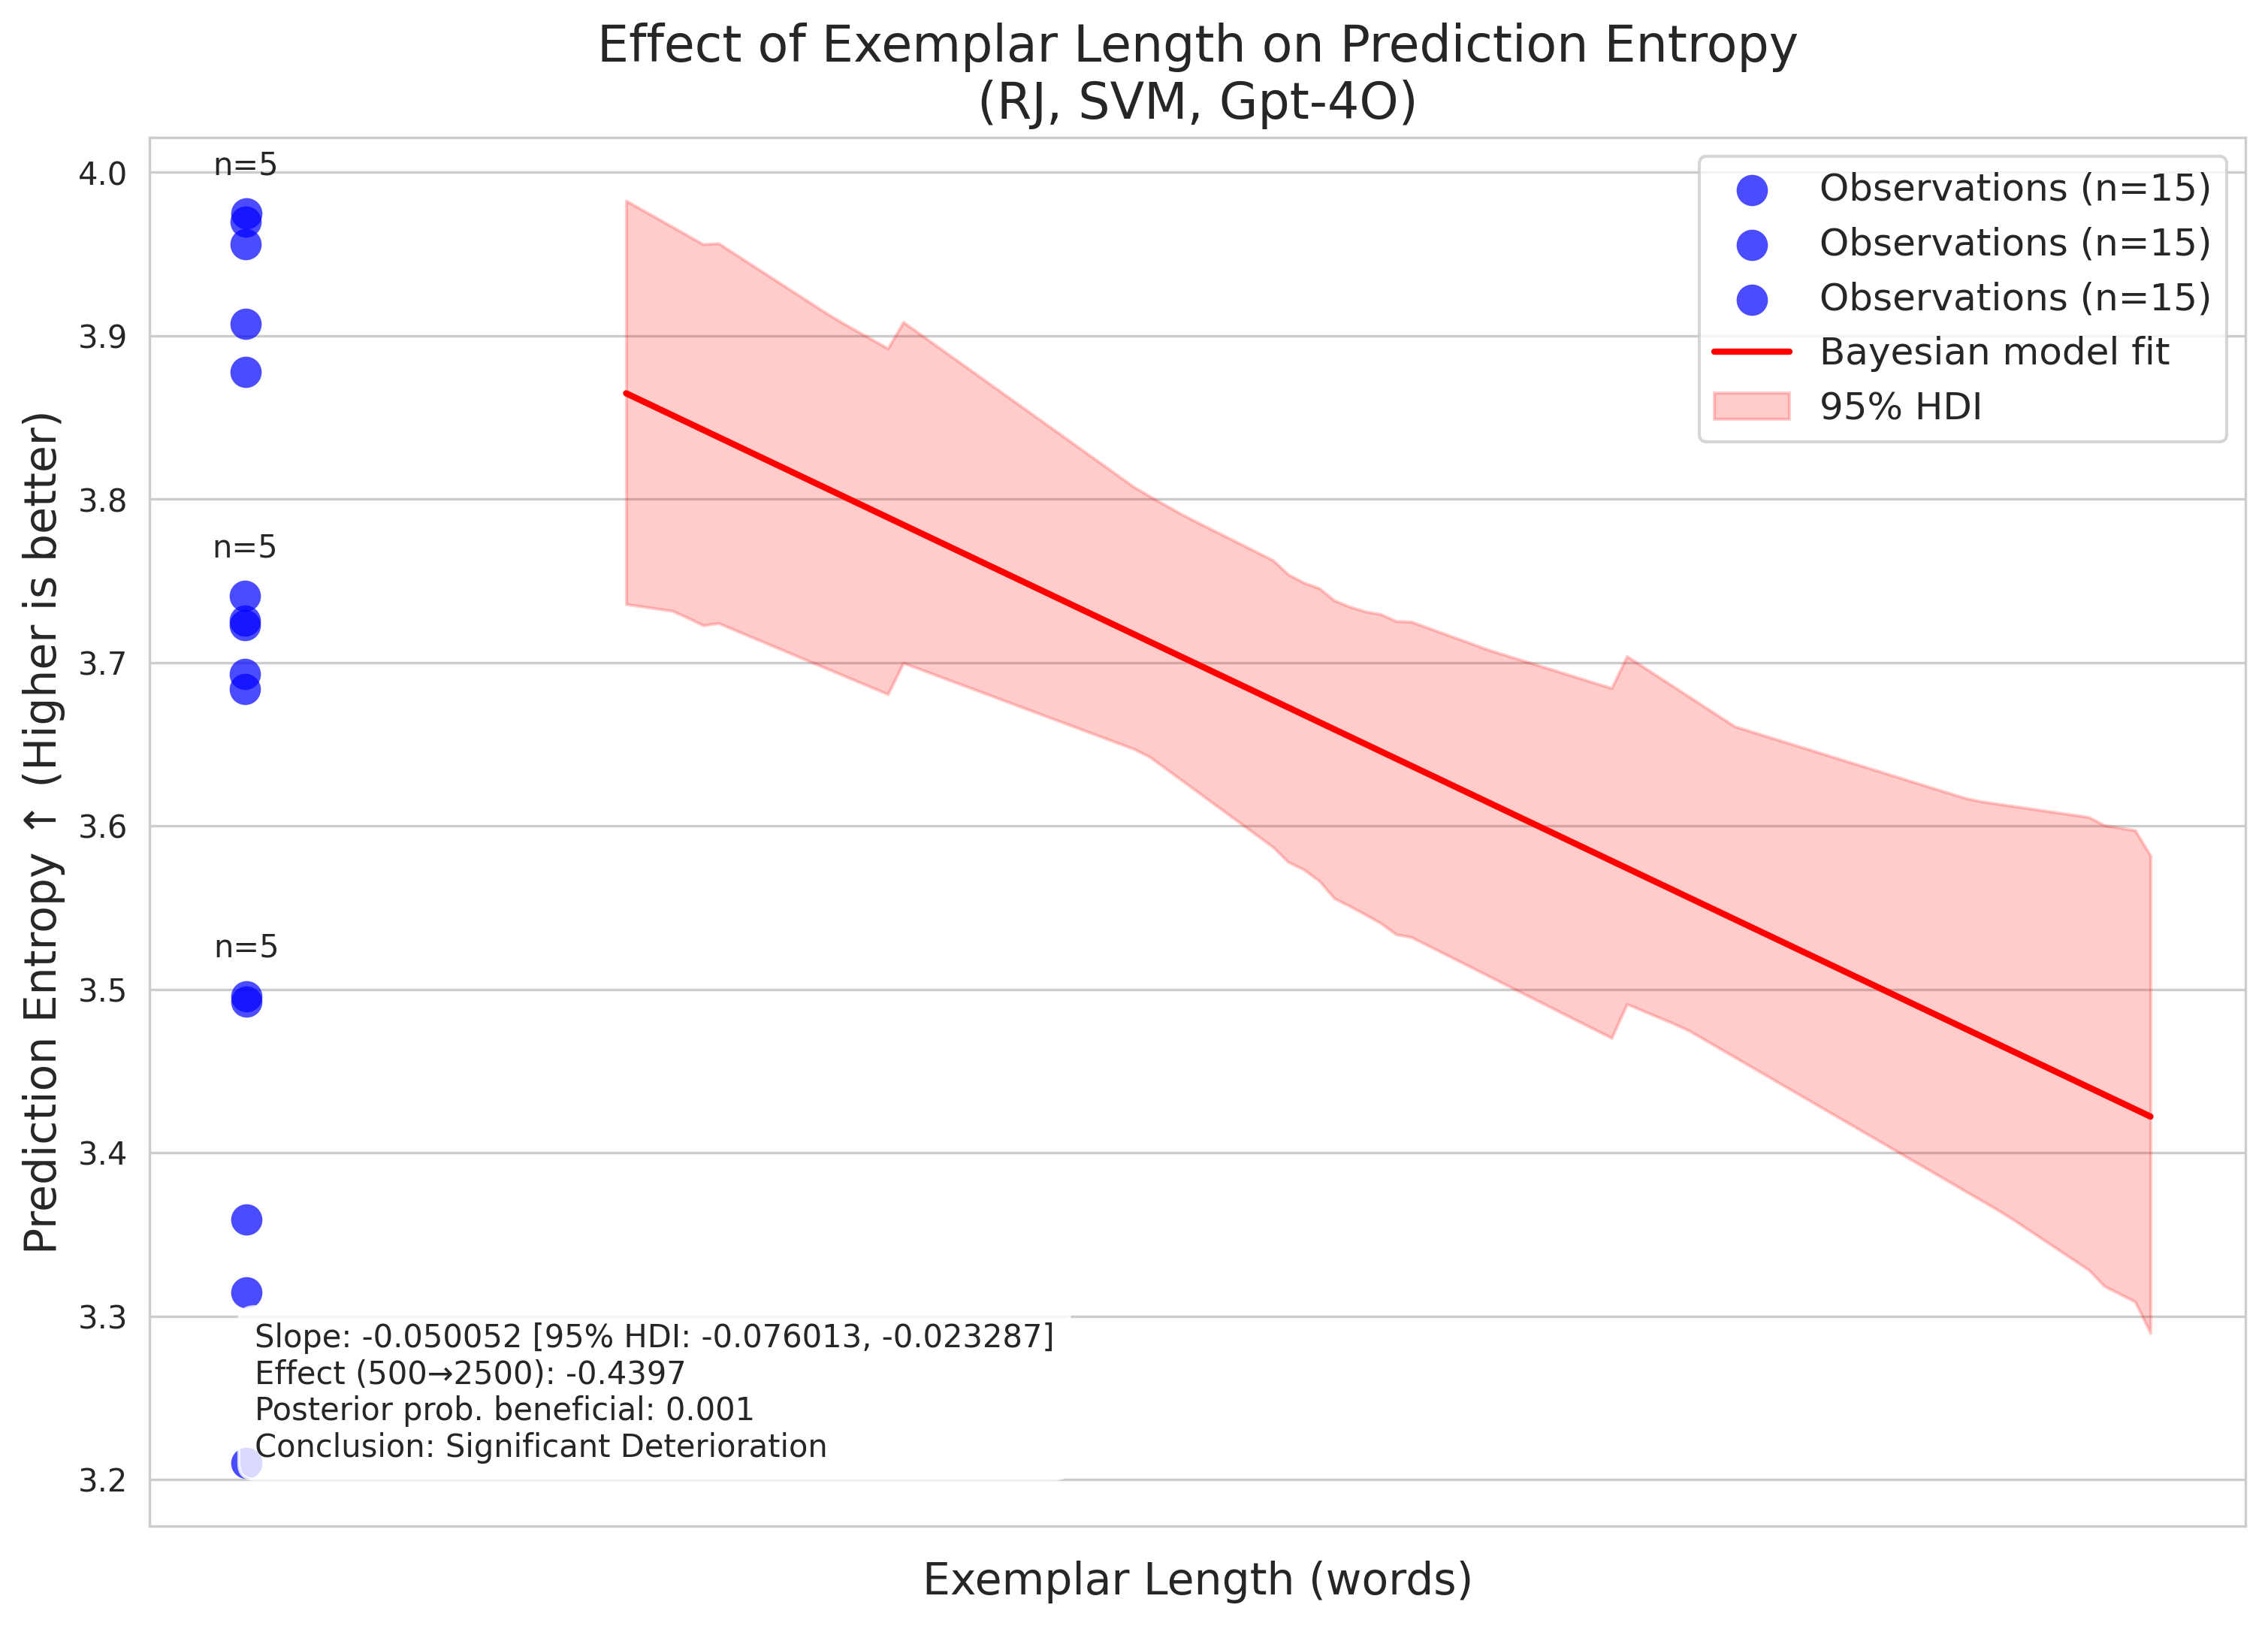 Effect of Exemplar Length on Prediction Entropy
(RJ, SVM, Gpt-4O)
Prediction Entropy ↑ (Higher is better)
4.0
3.9
3.8
3.7
3.6
3.5
3.4
3.3
3.2
n=5
n=5
n=5
Observations (n=15)
Observations (n=15)
Observations (n=15)
Bayesian model fit
95% HDI
Slope: -0.050052 [95% HDI: -0.076013, -0.023287]
Effect (500→2500): -0.4397
Posterior prob. beneficial: 0.001
Conclusion: Significant Deterioration
Exemplar Length (words)